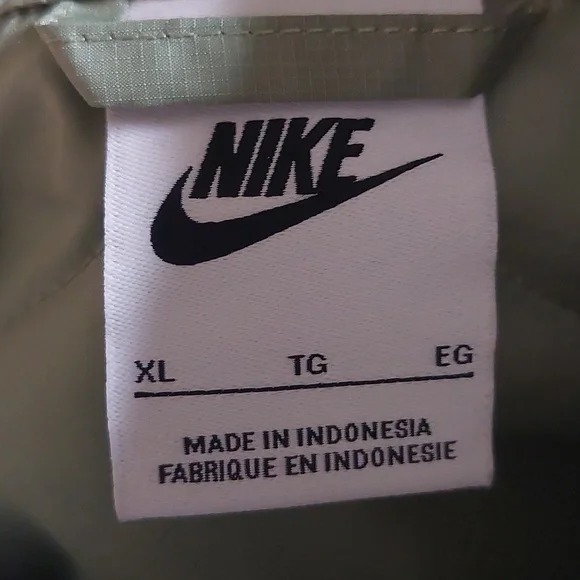 NIKE
XL TG EG
MADE IN INDONESIA
FABRIQUE EN INDONESIE